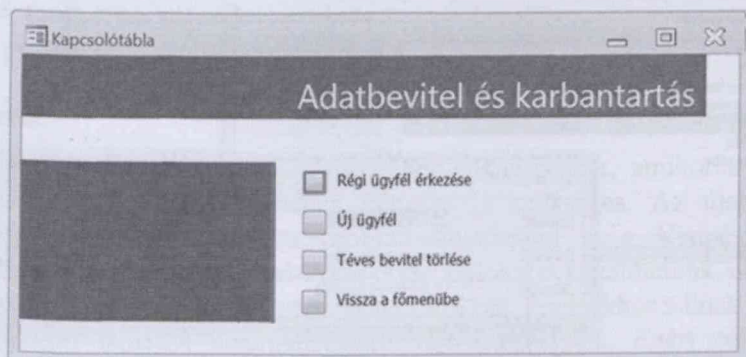 Kapcsolótábla
Adatbevitel és karbantartás
Régi ügyfél érkezése
Új ügyfél
Téves bevitel törlése
Vissza a főmenübe